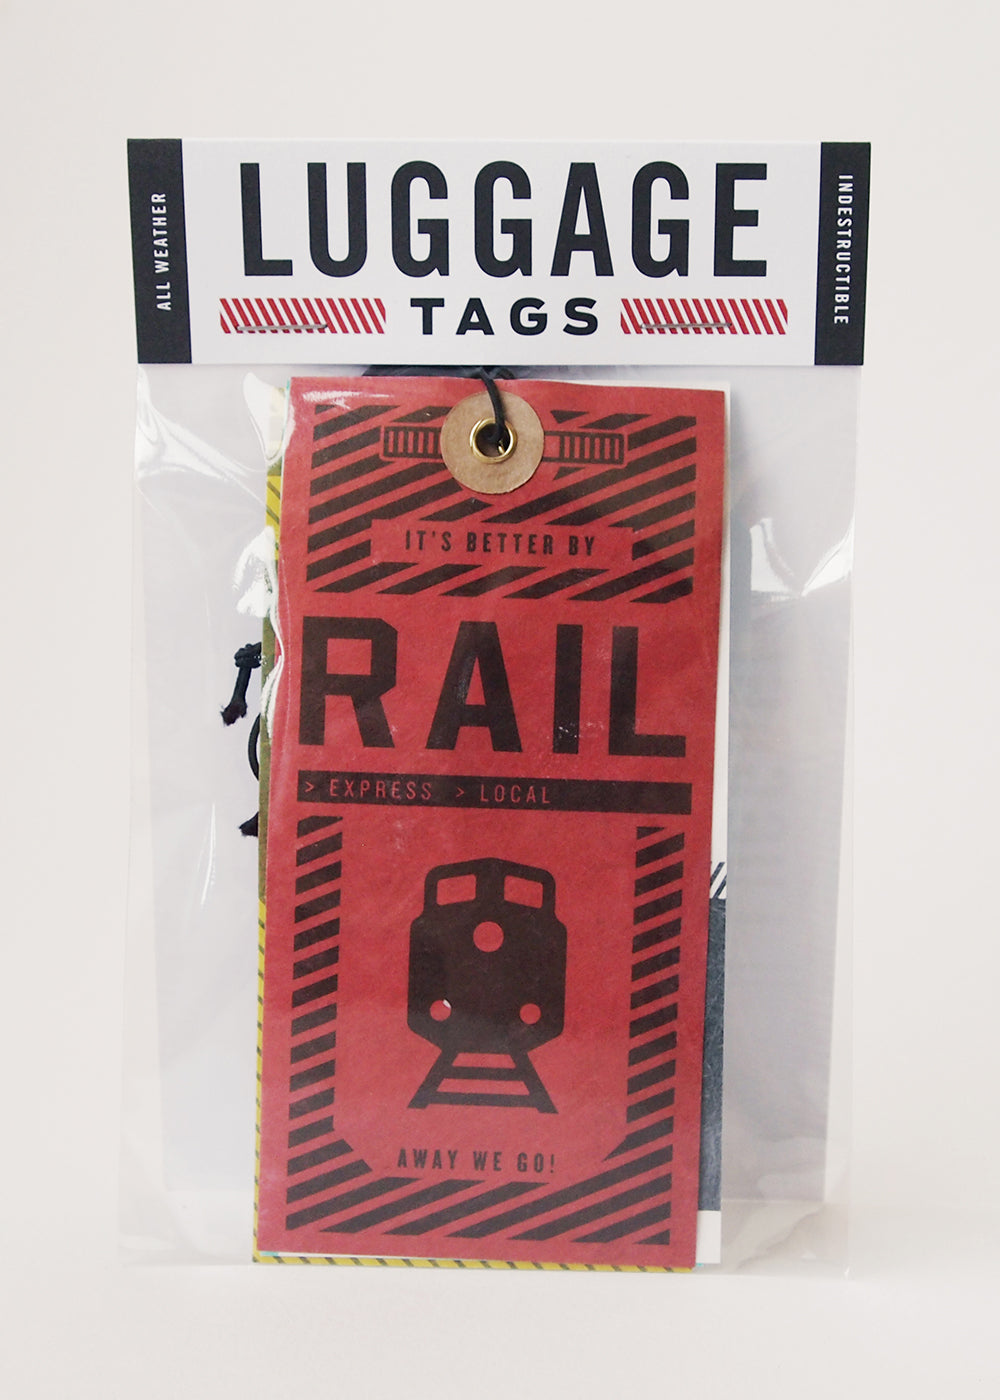 LUGGAGE
TAGS
ALL WEATHER
INDESTRUCTIBLE
IT'S BETTER BY
RAIL
> EXPRESS > LOCAL
AWAY WE GO!